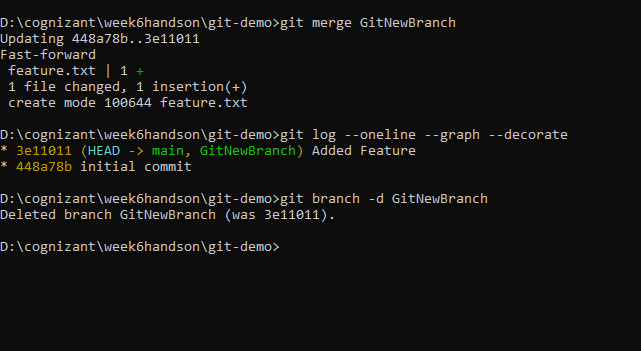 D:\cognizant\week6handson\git-demo>git merge GitNewBranch
Updating 448a78b..3e11011
Fast-forward
 feature.txt | 1 +
 1 file changed, 1 insertion(+)
 create mode 100644 feature.txt
D:\cognizant\week6handson\git-demo>git log --oneline --graph --decorate
* 3e11011 (HEAD -> main, GitNewBranch) Added Feature
* 448a78b initial commit
D:\cognizant\week6handson\git-demo>git branch -d GitNewBranch
Deleted branch GitNewBranch (was 3e11011).
D:\cognizant\week6handson\git-demo>